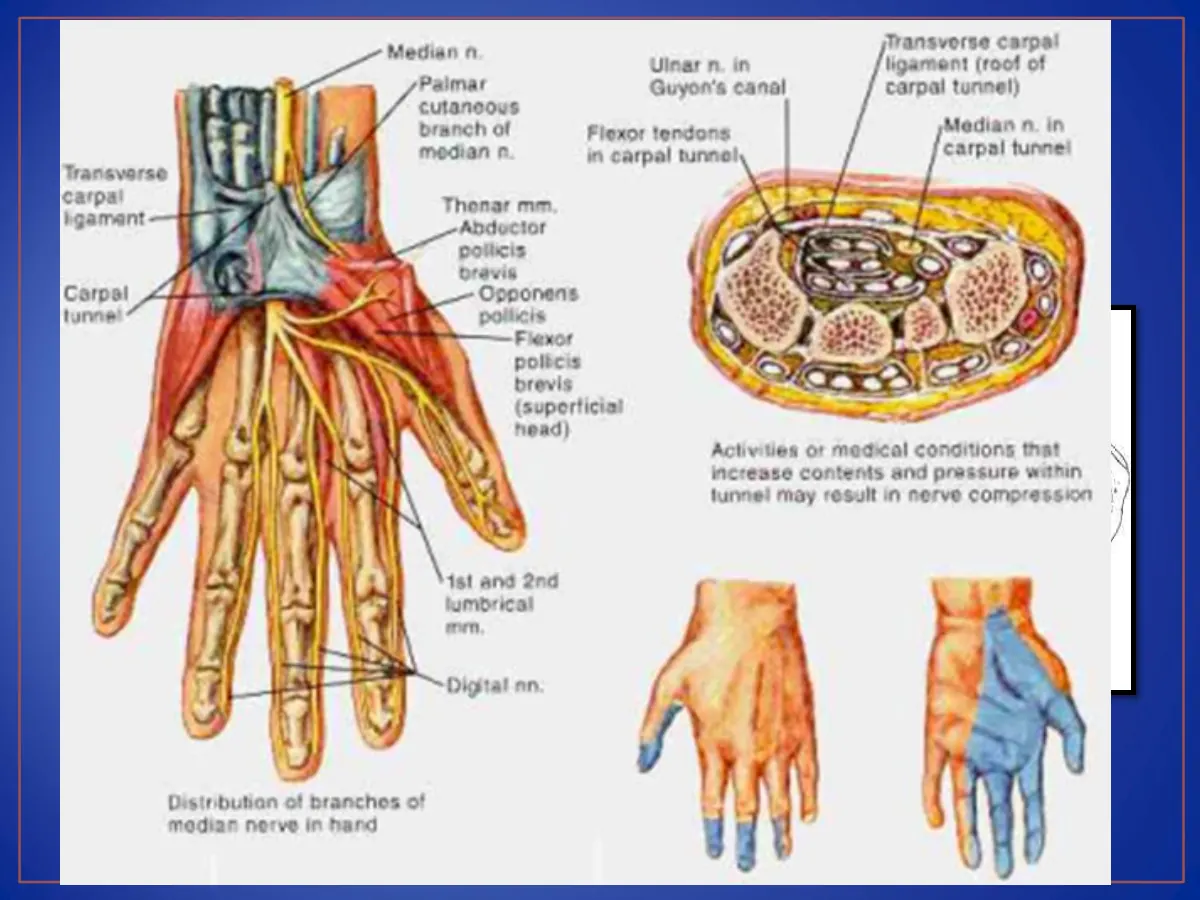 Median n.
Palmar
cutaneous
branch of
median n.
Transverse
carpal
ligament
Thenar mm.
Abductor
pollicis
brevis
Opponens
pollicis
Carpal
tunnel
Flexor
pollicis
brevis
(superficial
head)
1st and 2nd
lumbrical
mm.
Digital nn.
Distribution of branches of
median nerve in hand
Transverse carpal
ligament (roof of
carpal tunnel)
Ulnar n. in
Guyon's canal
Median n. in
carpal tunnel
Flexor tendons
in carpal tunnel
Activities or medical conditions that
increase contents and pressure within
tunnel may result in nerve compression